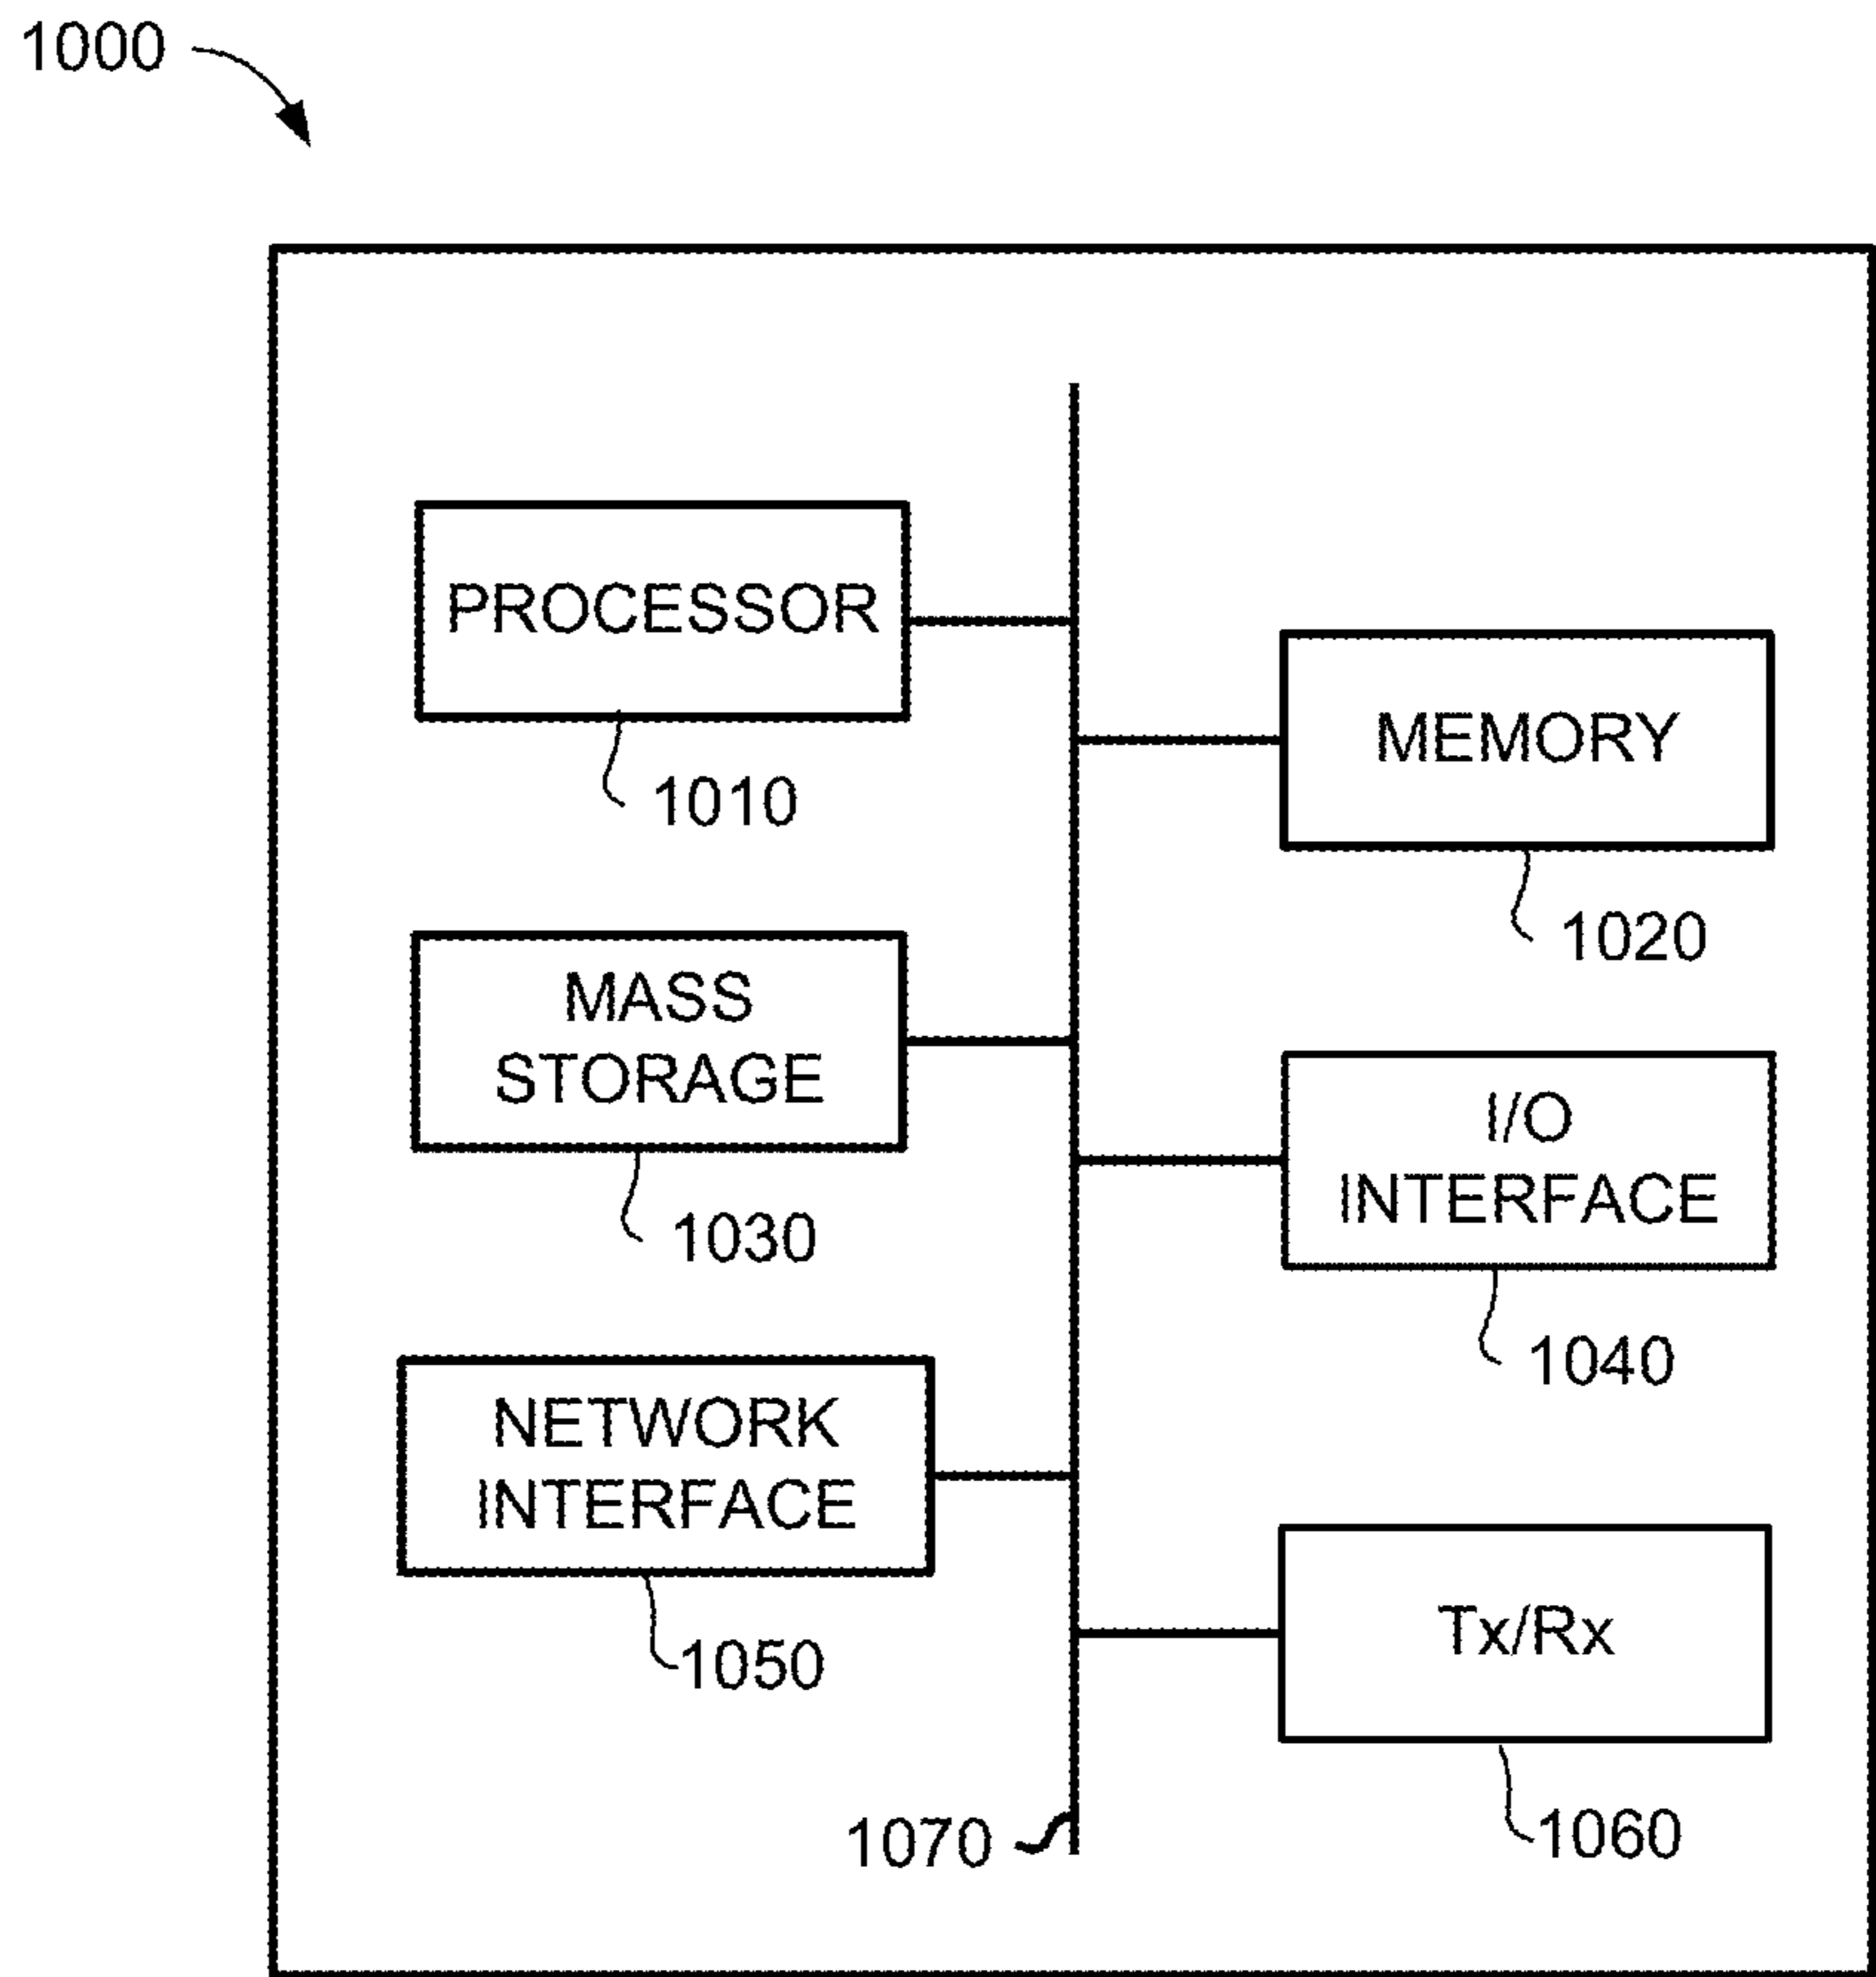 1000
PROCESSOR
1010
MEMORY
1020
MASS
STORAGE
1030
I/O
INTERFACE
1040
NETWORK
INTERFACE
1050
Tx/Rx
1060
1070